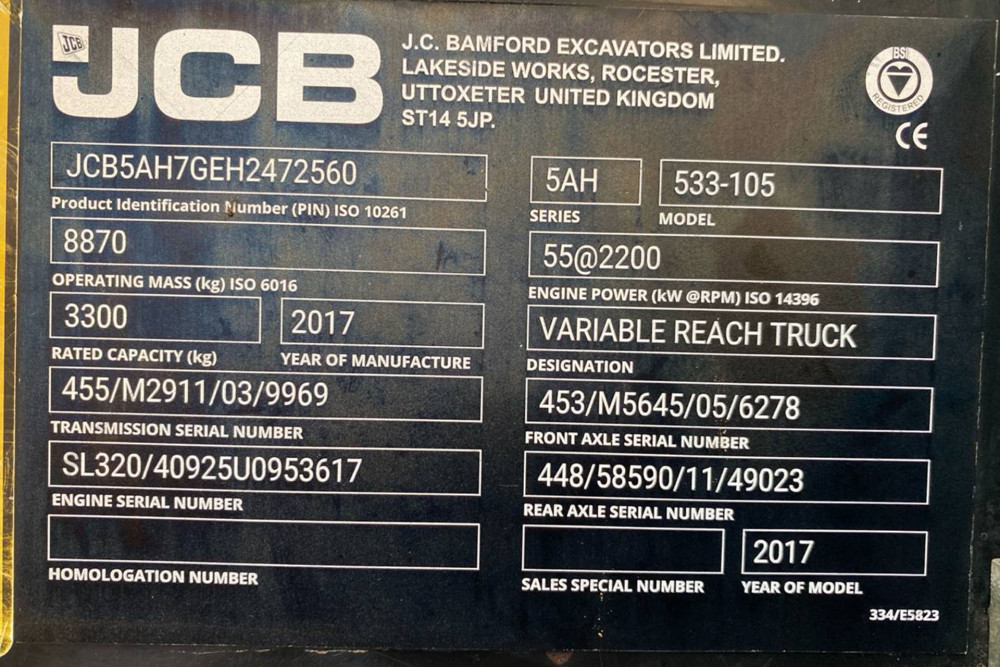 JCB
JCB
J.C. BAMFORD EXCAVATORS LIMITED.
LAKESIDE WORKS, ROCESTER,
UTTOXETER UNITED KINGDOM
ST14 5JP.
BSI
REGISTERED
CE
JCB5AH7GEH2472560
Product Identification Number (PIN) ISO 10261
5AH
SERIES
533-105
MODEL
8870
OPERATING MASS (kg) ISO 6016
55@2200
ENGINE POWER (kW @RPM) ISO 14396
3300
RATED CAPACITY (kg)
2017
YEAR OF MANUFACTURE
VARIABLE REACH TRUCK
DESIGNATION
455/M2911/03/9969
TRANSMISSION SERIAL NUMBER
453/M5645/05/6278
FRONT AXLE SERIAL NUMBER
SL320/40925U0953617
ENGINE SERIAL NUMBER
448/58590/11/49023
REAR AXLE SERIAL NUMBER
HOMOLOGATION NUMBER
SALES SPECIAL NUMBER
2017
YEAR OF MODEL
334/E5823